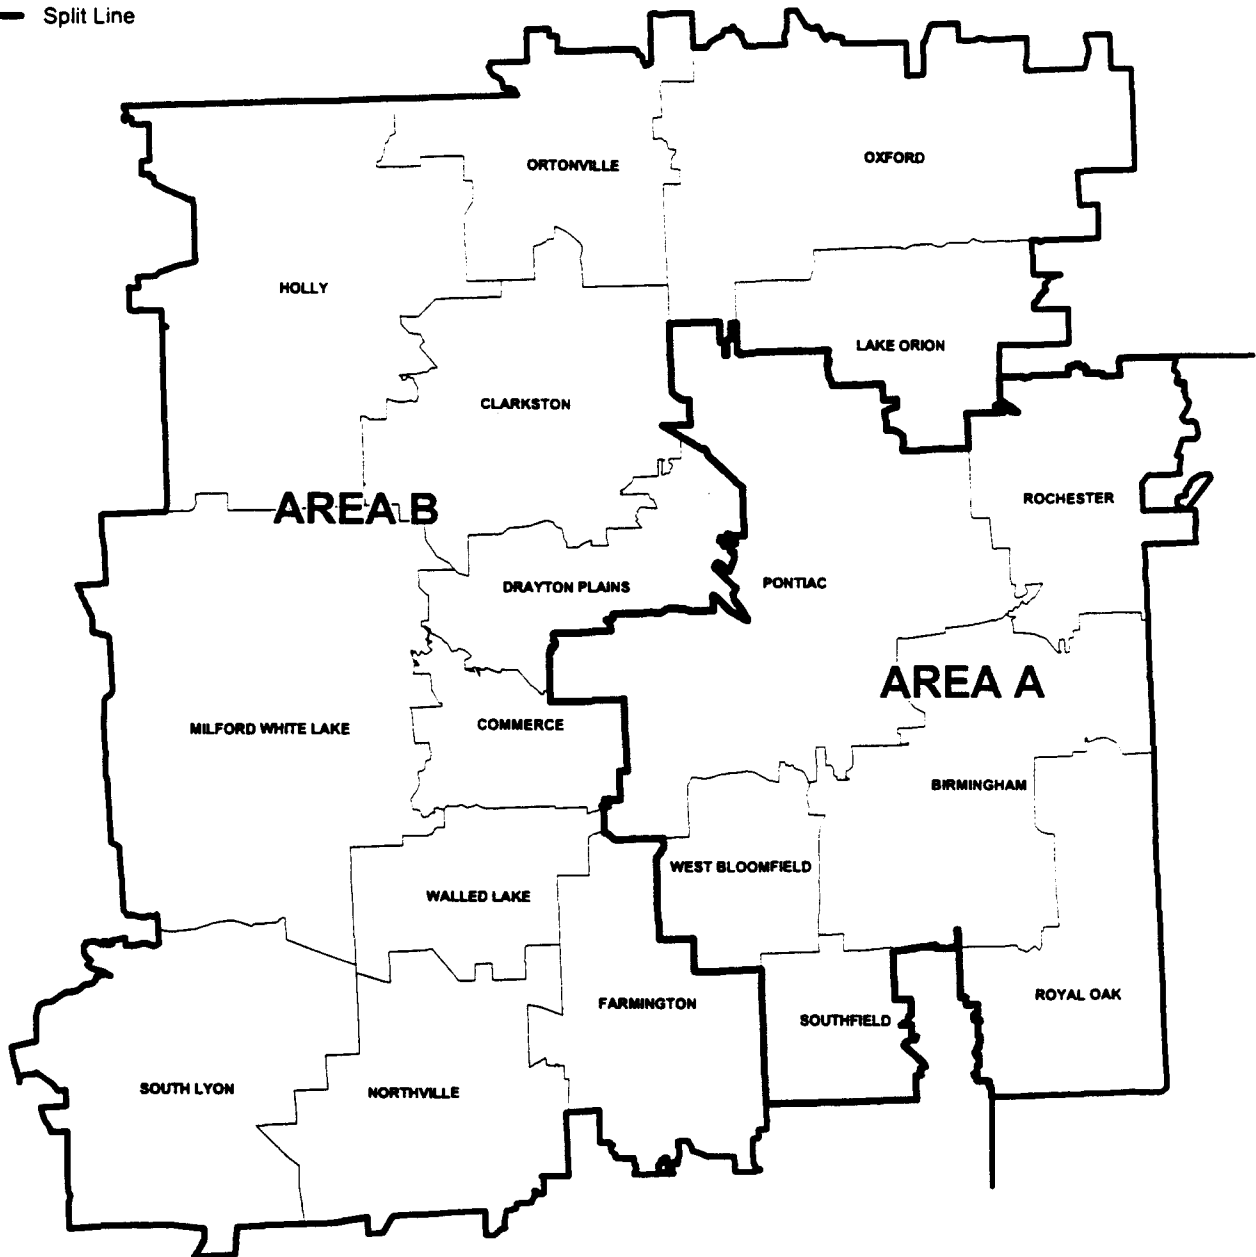 Split Line
ORTONVILLE
OXFORD
HOLLY
LAKE ORION
CLARKSTON
ROCHESTER
AREA B
DRAYTON PLAINS
PONTIAC
AREA A
MILFORD WHITE LAKE
COMMERCE
BIRMINGHAM
WEST BLOOMFIELD
WALLED LAKE
ROYAL OAK
FARMINGTON
SOUTHFIELD
SOUTH LYON
NORTHVILLE